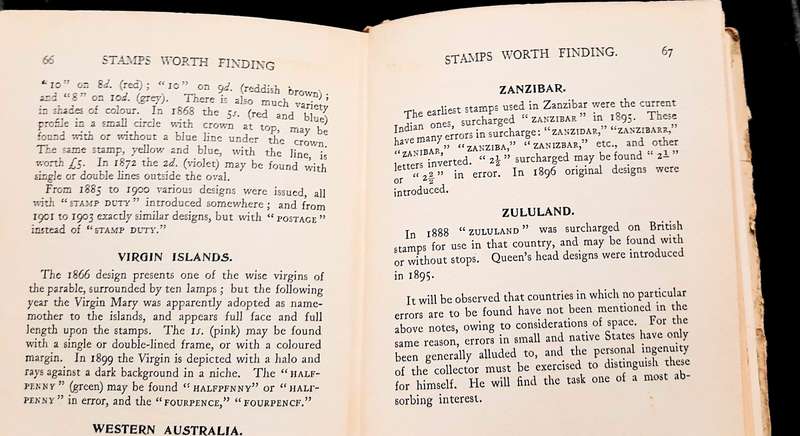 66 STAMPS WORTH FINDING
"10" on 8d. (red); "10" on 9d. (reddish brown);
and "8" on 10d. (grey). There is also much variety
in shades of colour. In 1868 the 5s. (red and blue)
profile in a small circle with crown at top, may be
found with or without a blue line under the crown.
The same stamp, yellow and blue, with the line, is
worth £5. In 1872 the 2d. (violet) may be found with
single or double lines outside the oval.
From 1885 to 1900 various designs were issued, all
with "STAMP DUTY" introduced somewhere; and from
1901 to 1903 exactly similar designs, but with "POSTAGE"
instead of "STAMP DUTY."
VIRGIN ISLANDS.
The 1866 design presents one of the wise virgins of
the parable, surrounded by ten lamps; but the following
year the Virgin Mary was apparently adopted as name-
mother to the islands, and appears full face and full
length upon the stamps. The 1s. (pink) may be found
with a single or double-lined frame, or with a coloured
margin. In 1899 the Virgin is depicted with a halo and
rays against a dark background in a niche. The "HALF-
PENNY" (green) may be found "HALFPFNNY" or "HALF-
PENNY" in error, and the "FOURPENCE," "FOURPENCF."
WESTERN AUSTRALIA.
STAMPS WORTH FINDING. 67
ZANZIBAR.
The earliest stamps used in Zanzibar were the current
Indian ones, surcharged "ZANZIBAR" in 1895. These
have many errors in surcharge: "ZANZIDAR," "ZANZIBARR,"
"ZANIBAR," "ZANZIBA," "ZANIZBAR," etc., and other
letters inverted. "2½" surcharged may be found "2
or "2 in error. In 1896 original designs were
introduced.
ZULULAND.
In 1888 "ZULULAND" was surcharged on British
stamps for use in that country, and may be found with
or without stops. Queen's head designs were introduced
in 1895.
It will be observed that countries in which no particular
errors are to be found have not been mentioned in the
above notes, owing to considerations of space. For the
same reason, errors in small and native States have only
been generally alluded to, and the personal ingenuity
of the collector must be exercised to distinguish these
for himself. He will find the task one of a most ab-
sorbing interest.